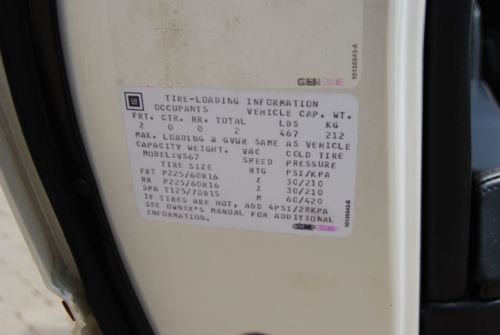 10135543-A
GM
TIRE-LOADING INFORMATION
OCCUPANTS VEHICLE CAP. WT.
FRT. CTR. RR. TOTAL LBS KG
2 0 0 2 467 212
MAX. LOADING @ GVWR SAME AS VEHICLE
CAPACITY WEIGHT. VAC COLD TIRE
MODEL:V567 SPEED PRESSURE
TIRE SIZE RTG PSI/KPA
FRT P225/60R16 Z 30/210
RR P225/60R16 Z 30/210
SPA T125/70R15 M 60/420
IF TIRES ARE HOT, ADD 4PSI/28KPA
SEE OWNER'S MANUAL FOR ADDITIONAL
INFORMATION.
10135543-B